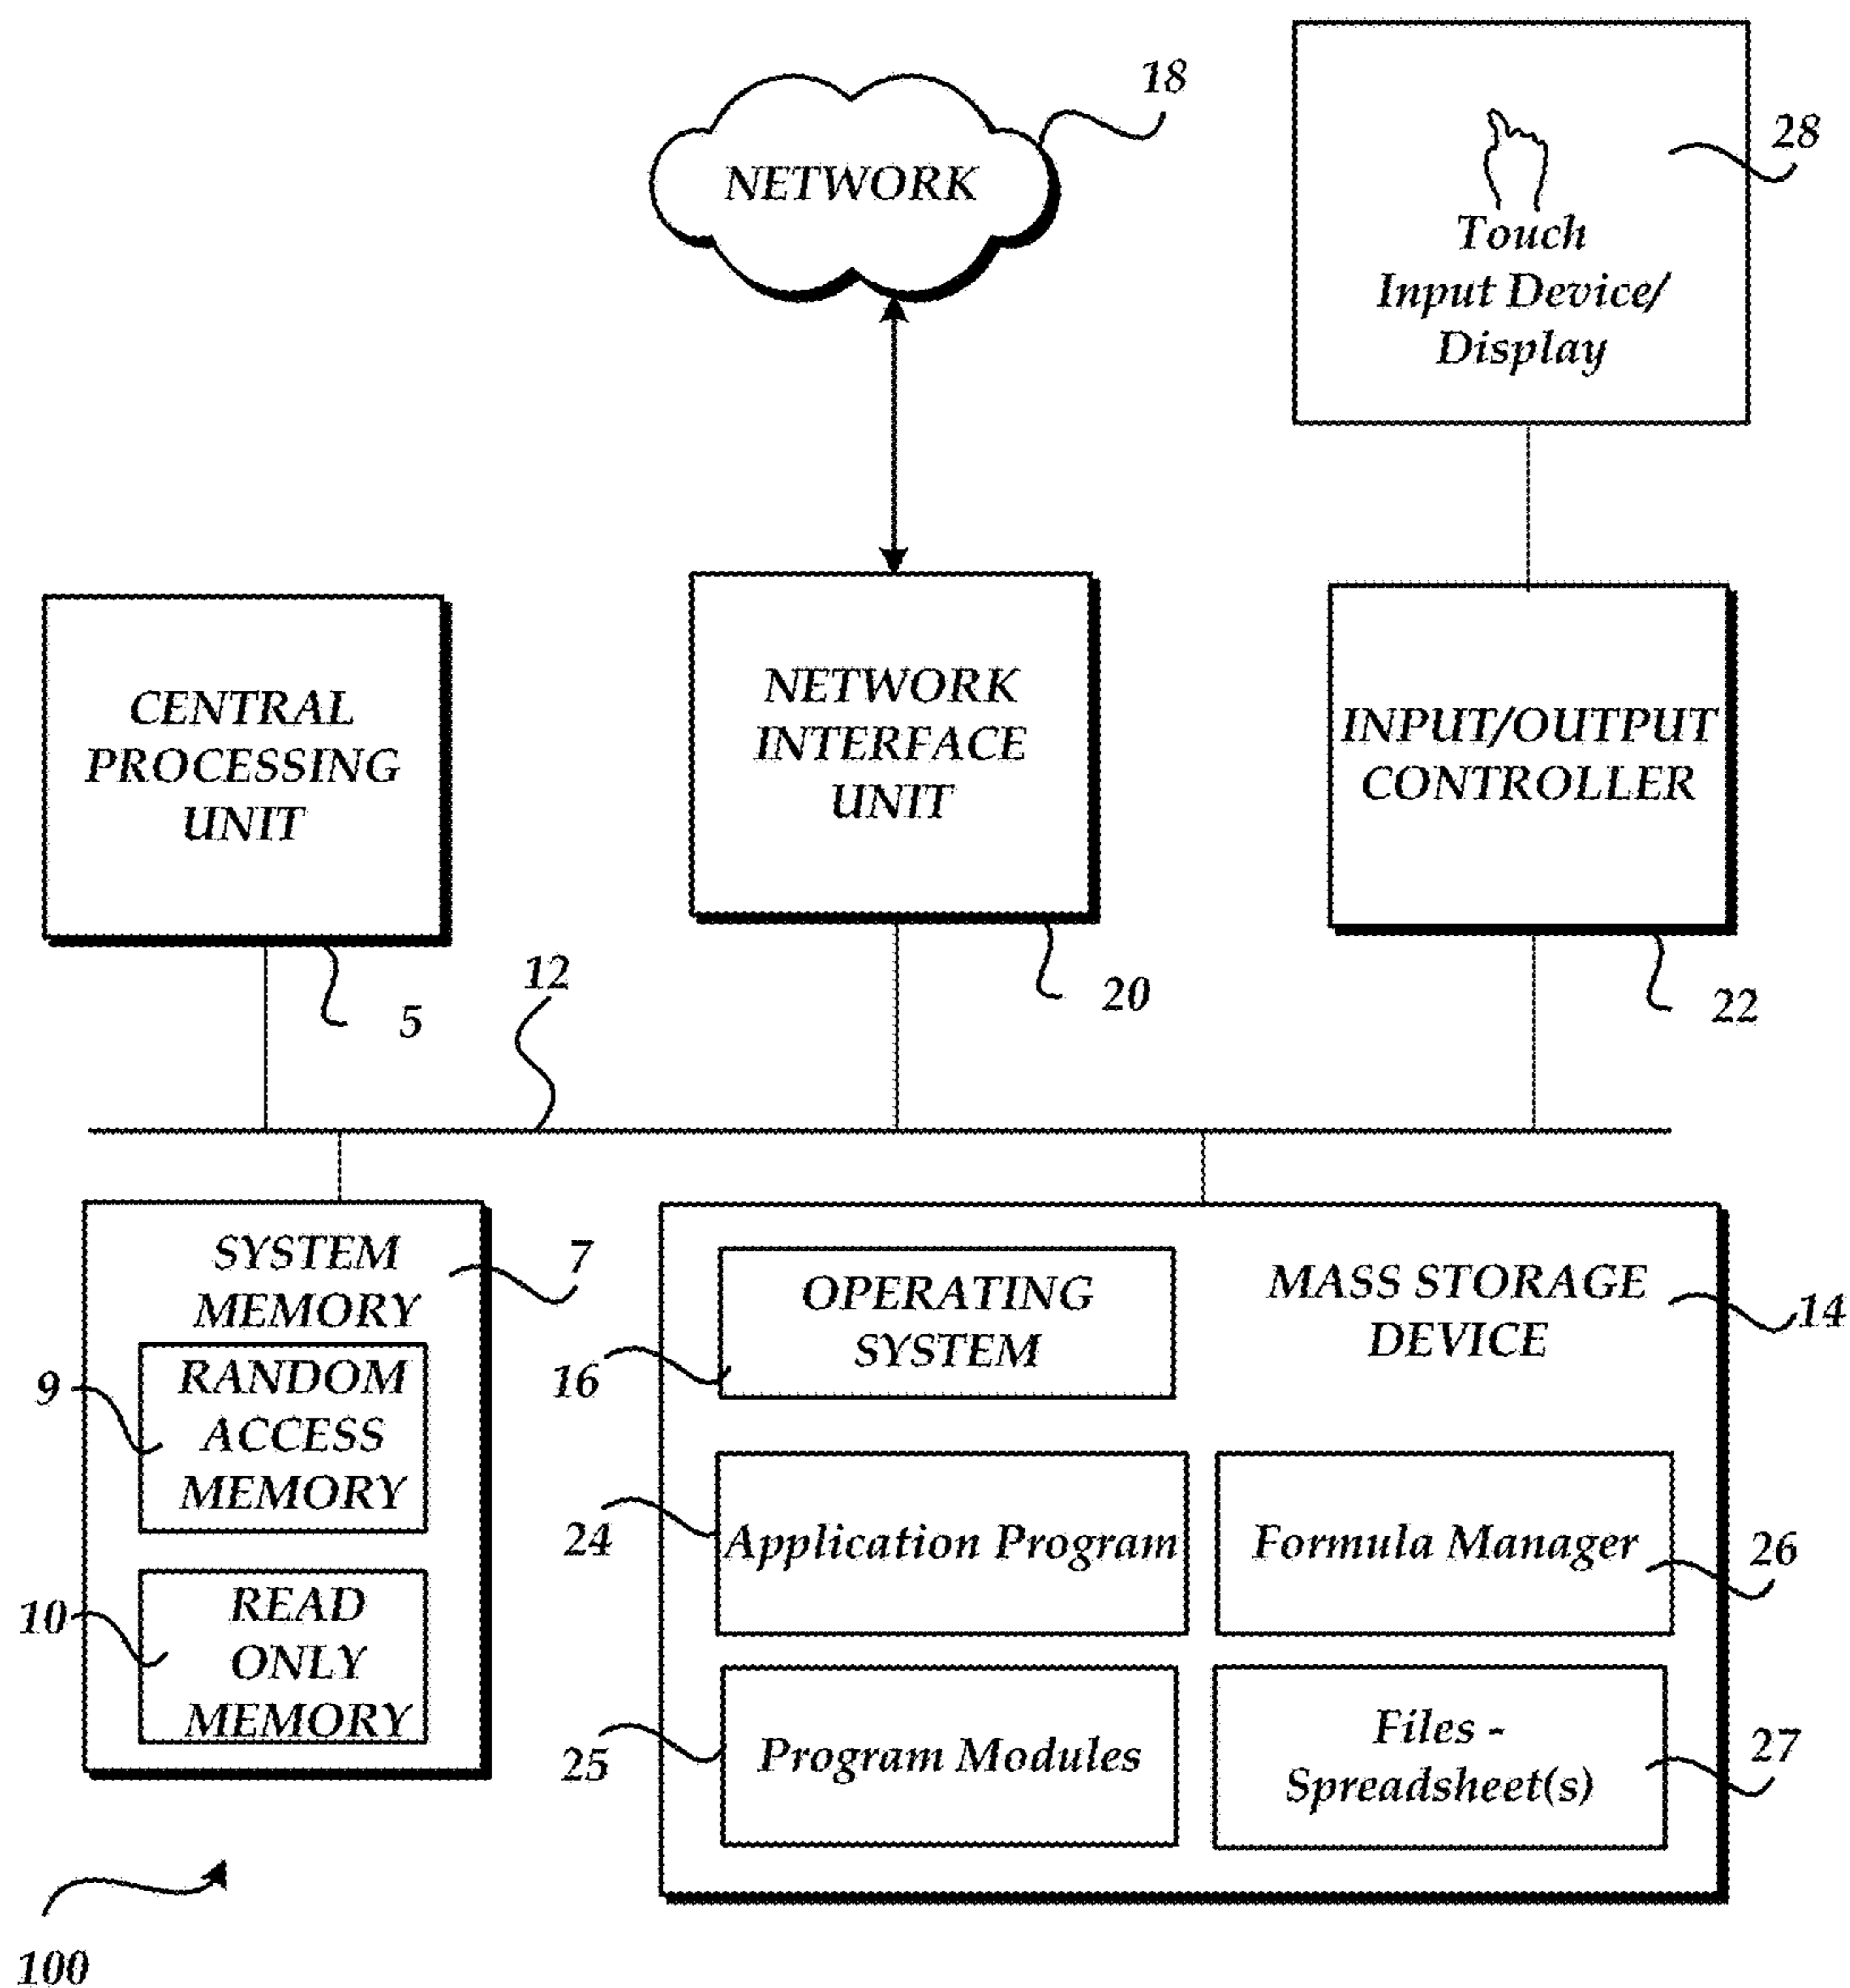 18
NETWORK
28
Touch
Input Device/
Display
CENTRAL
PROCESSING
UNIT
5
NETWORK
INTERFACE
UNIT
20
INPUT/OUTPUT
CONTROLLER
22
12
SYSTEM
MEMORY
7
RANDOM
ACCESS
MEMORY
9
READ
ONLY
MEMORY
10
OPERATING
SYSTEM
16
MASS STORAGE
DEVICE
14
Application Program
24
Formula Manager
26
Program Modules
25
Files -
Spreadsheet(s)
27
100